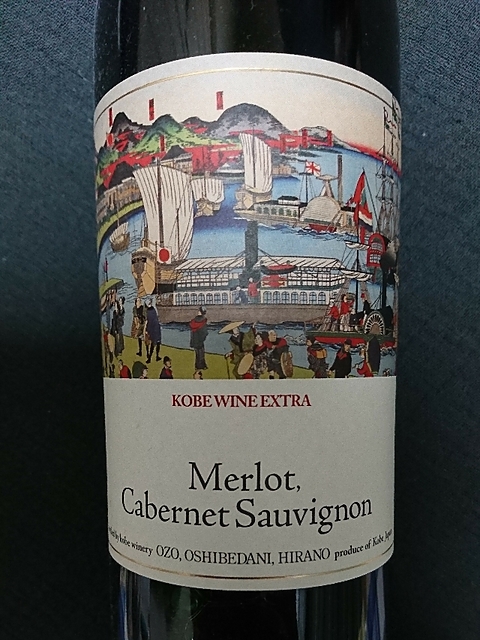 KOBE WINE EXTRA
Merlot,
Cabernet Sauvignon
by kobe winery OZO, OSHIBEDANI, HIRANO produce of Kobe Japan